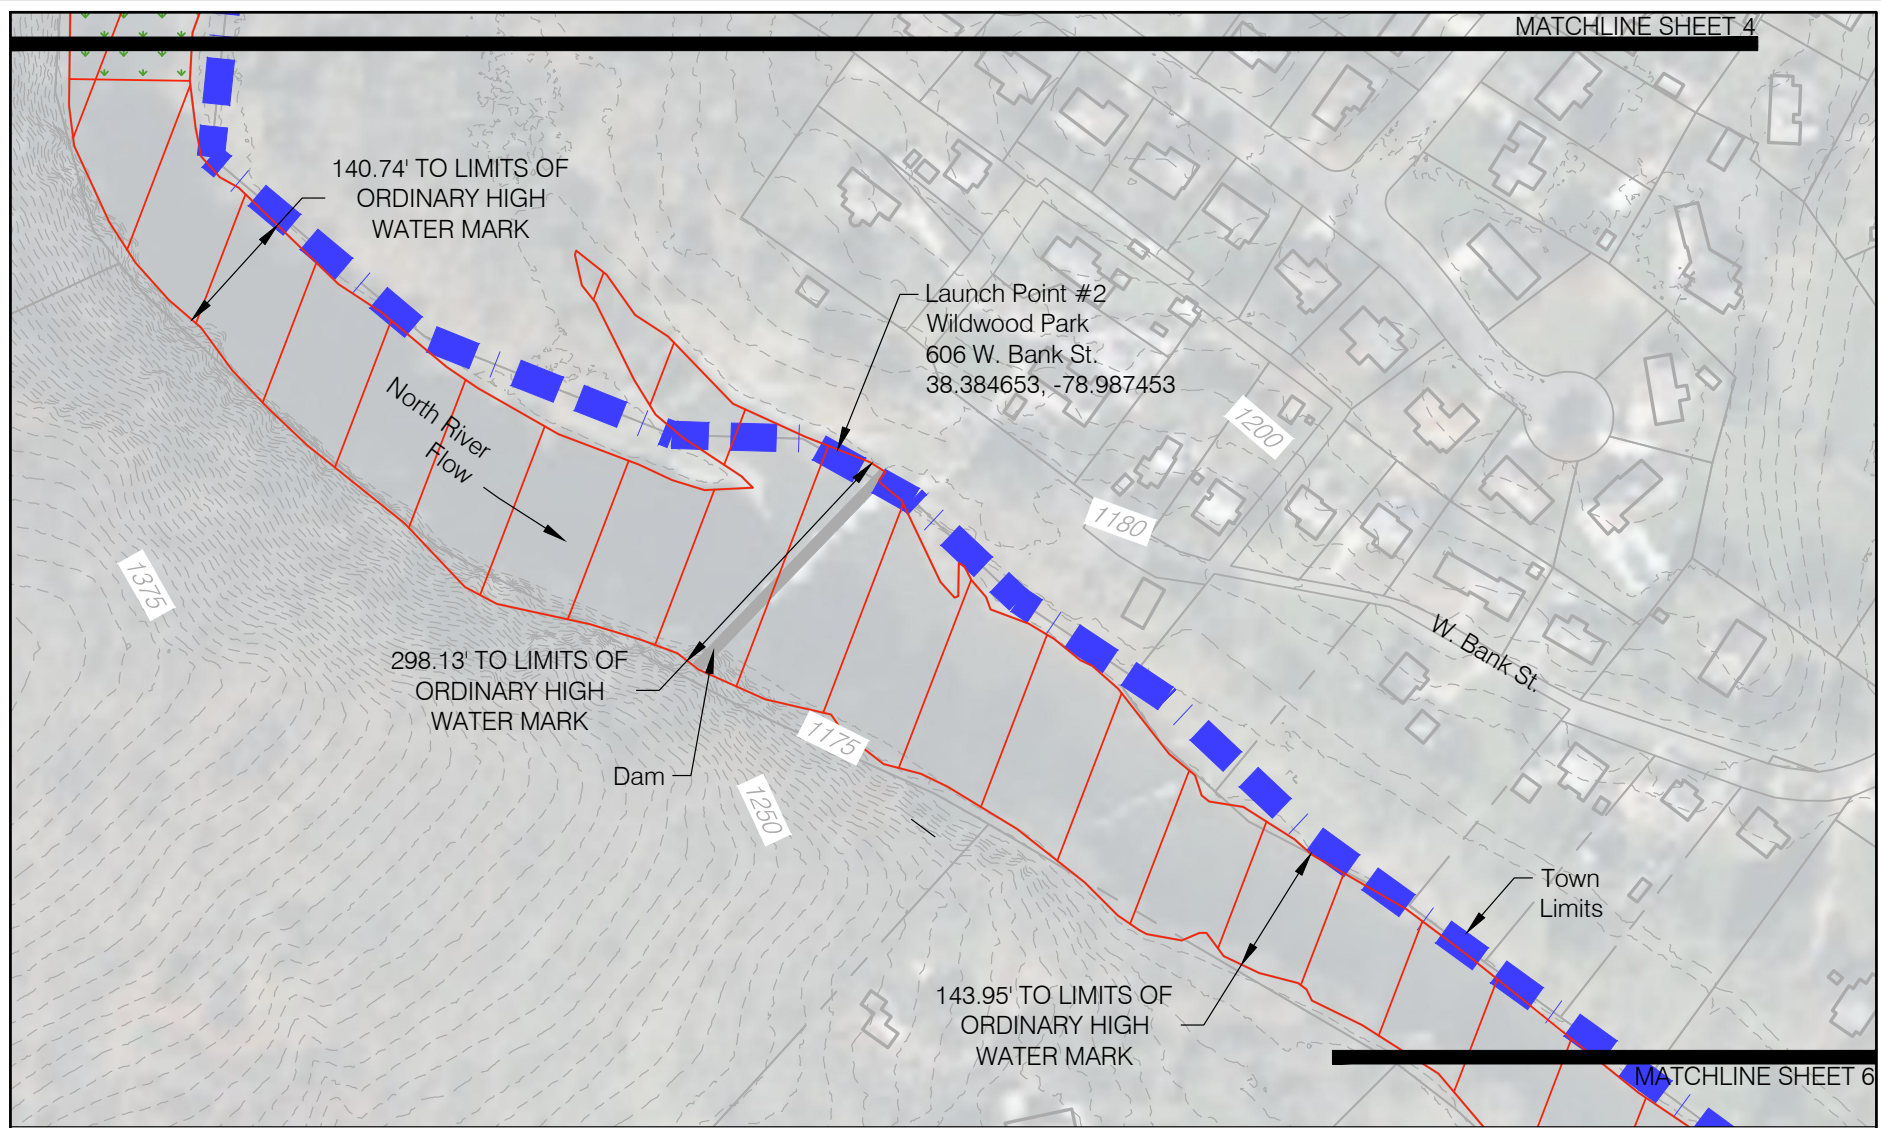 MATCHLINE SHEET 4
140.74' TO LIMITS OF
ORDINARY HIGH
WATER MARK
Launch Point #2
Wildwood Park
606 W. Bank St.
38.384653, -78.987453
North River
Flow
1200
1180
1375
W. Bank St.
298.13' TO LIMITS OF
ORDINARY HIGH
WATER MARK
1175
Dam
1250
Town
Limits
143.95' TO LIMITS OF
ORDINARY HIGH
WATER MARK
MATCHLINE SHEET 6